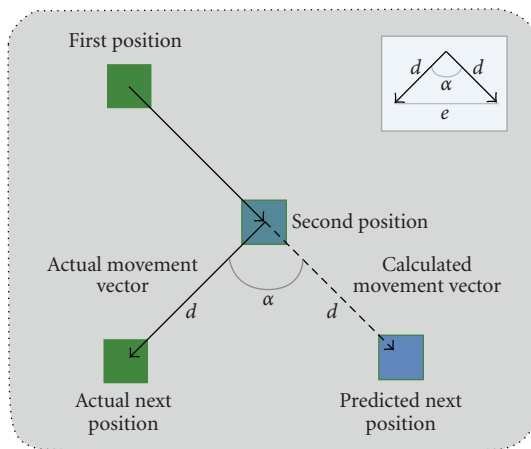 First position
d
d
α
e
Second position
Actual movement
vector
Calculated
movement vector
α
d
d
Actual next
position
Predicted next
position